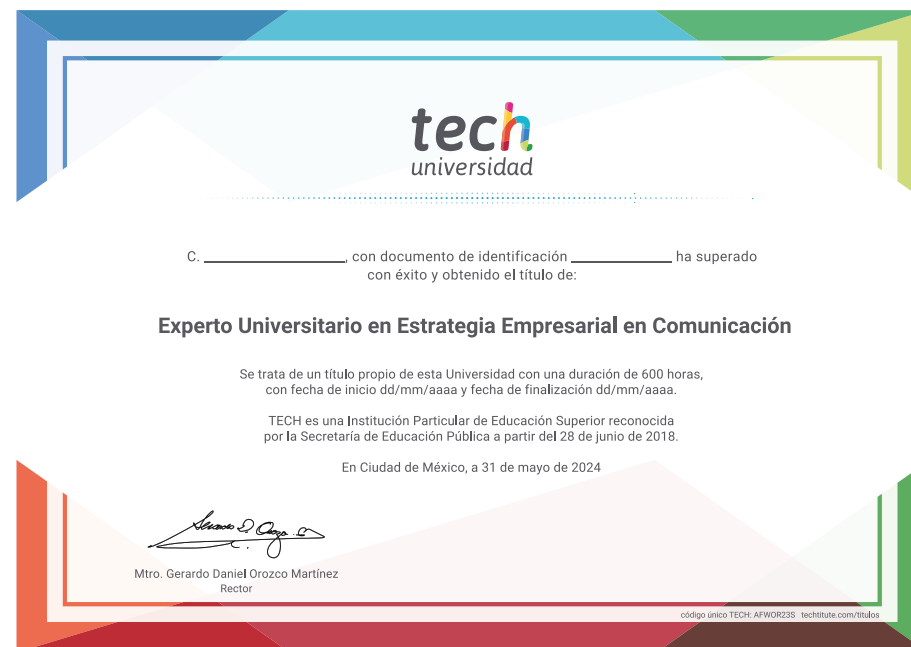 tech
universidad
C. ____________, con documento de identificación ____________ ha superado
con éxito y obtenido el título de:
Experto Universitario en Estrategia Empresarial en Comunicación
Se trata de un título propio de esta Universidad con una duración de 600 horas,
con fecha de inicio dd/mm/aaaa y fecha de finalización dd/mm/aaaa.
TECH es una Institución Particular de Educación Superior reconocida
por la Secretaría de Educación Pública a partir del 28 de junio de 2018.
En Ciudad de México, a 31 de mayo de 2024
Mtro. Gerardo Daniel Orozco Martínez
Rector
código único TECH: AFWOR23S techtitute.com/titulos